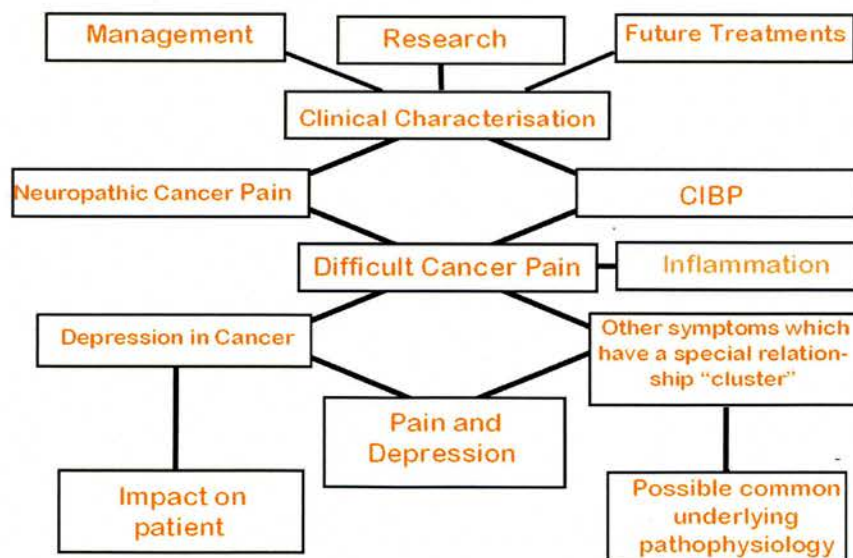 Management
Research
Future Treatments
Clinical Characterisation
Neuropathic Cancer Pain
CIBP
Difficult Cancer Pain
Inflammation
Depression in Cancer
Other symptoms which
have a special relation-
ship “cluster”
Pain and
Depression
Impact on
patient
Possible common
underlying
pathophysiology